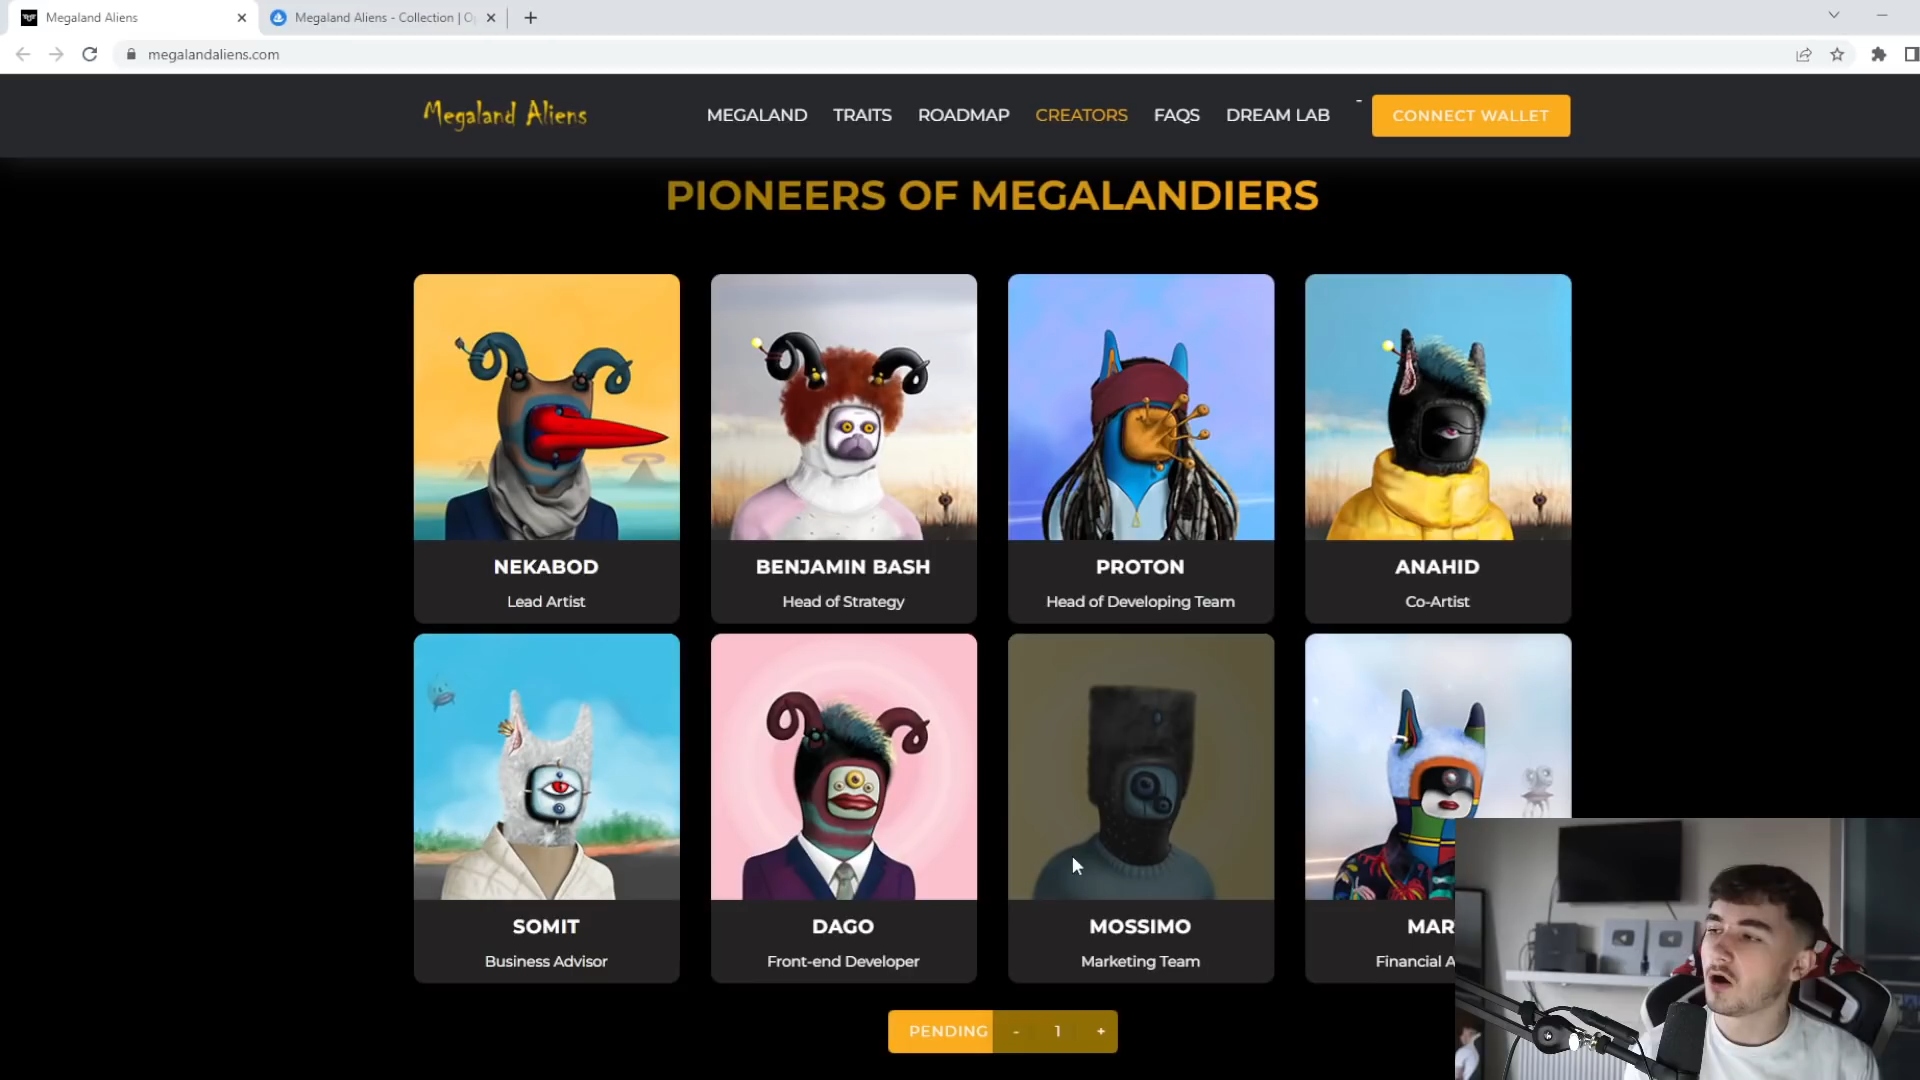 Megaland Aliens
Megaland Aliens - Collection | O
megalandaliens.com
Megaland Aliens
MEGALAND
TRAITS
ROADMAP
CREATORS
FAQS
DREAM LAB
-
CONNECT WALLET
PIONEERS OF MEGALANDIERS
NEKABOD
Lead Artist
BENJAMIN BASH
Head of Strategy
PROTON
Head of Developing Team
ANAHID
Co-Artist
SOMIT
Business Advisor
DAGO
Front-end Developer
MOSSIMO
Marketing Team
MAR
Financial A
PENDING
- 1 +